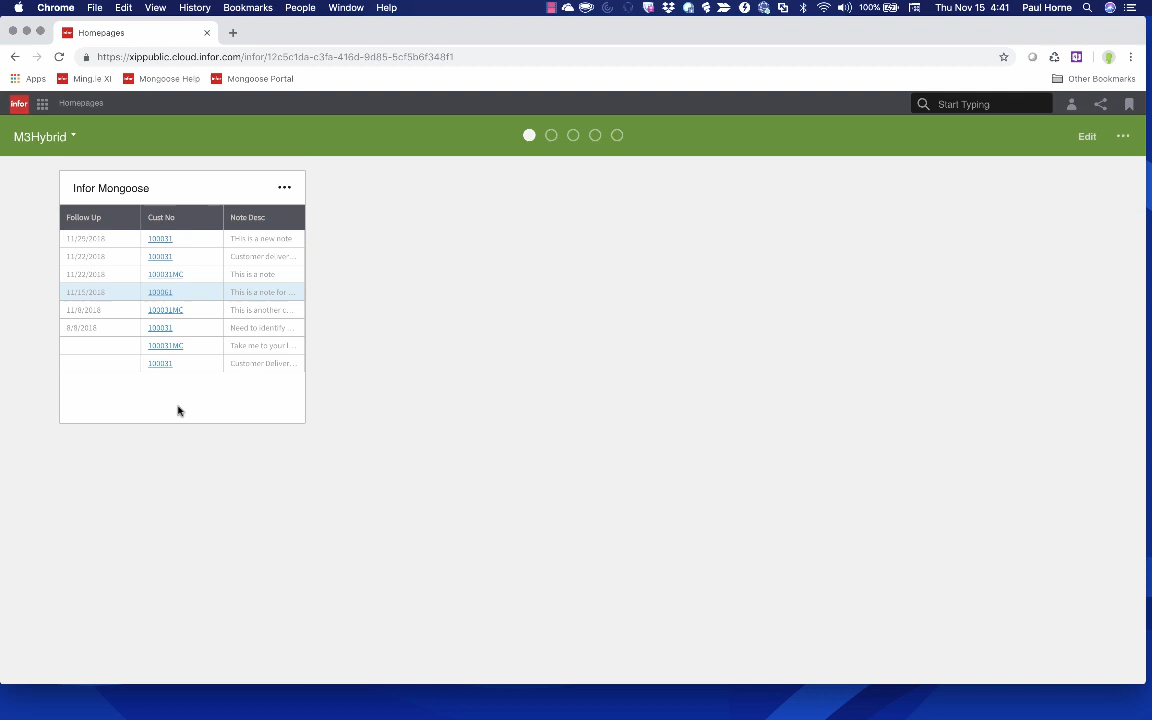 Chrome File Edit View History Bookmarks People Window Help 100% Thu Nov 15 4:41 Paul Horne
Homepages
https://xippublic.cloud.infor.com/infor/12c5c1da-c3fa-416d-9d85-5cf5b6f348f1
Apps Ming.le XI Mongoose Help Mongoose Portal Other Bookmarks
infor Homepages Start Typing
M3Hybrid Edit
Infor Mongoose
Follow Up Cust No Note Desc
11/29/2018 100031 THis is a new note
11/22/2018 100031 Customer deliver...
11/22/2018 100031MC This is a note
11/15/2018 100061 This is a note for ...
11/8/2018 100031MC This is another c...
8/8/2018 100031 Need to identify ...
100031MC Take me to your l...
100031 Customer Deliver...